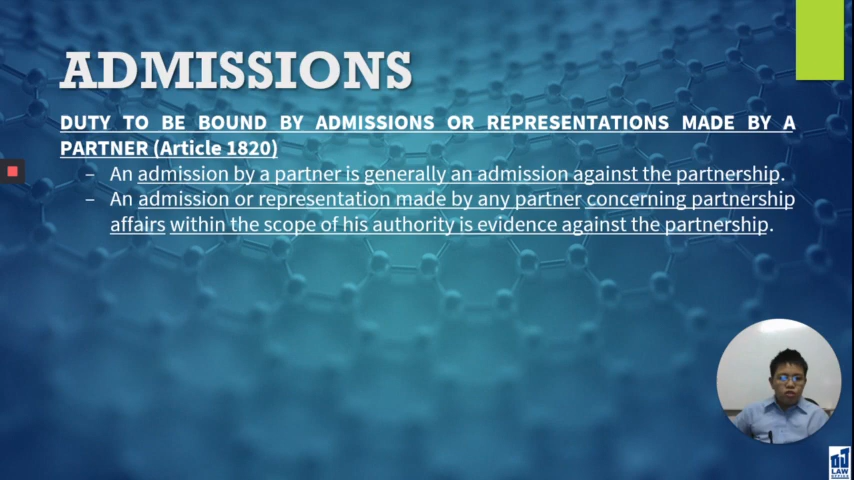 ADMISSIONS
DUTY TO BE BOUND BY ADMISSIONS OR REPRESENTATIONS MADE BY A
PARTNER (Article 1820)
– An admission by a partner is generally an admission against the partnership.
– An admission or representation made by any partner concerning partnership
affairs within the scope of his authority is evidence against the partnership.
LAW